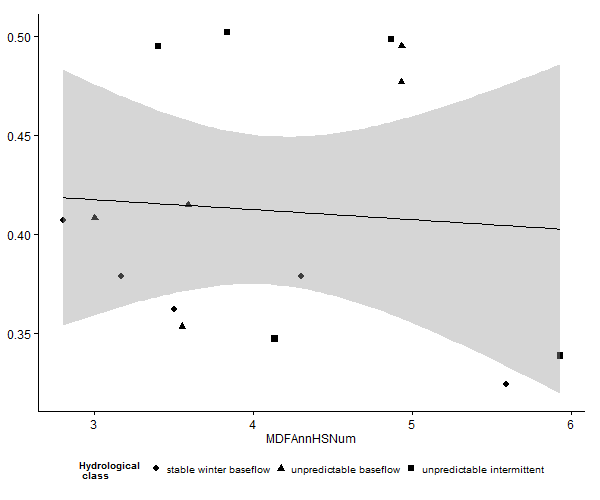 0.50
0.45
0.40
0.35
3 4 5 6
MDFAnnHSNum
Hydrological
class
stable winter baseflow unpredictable baseflow unpredictable intermittent